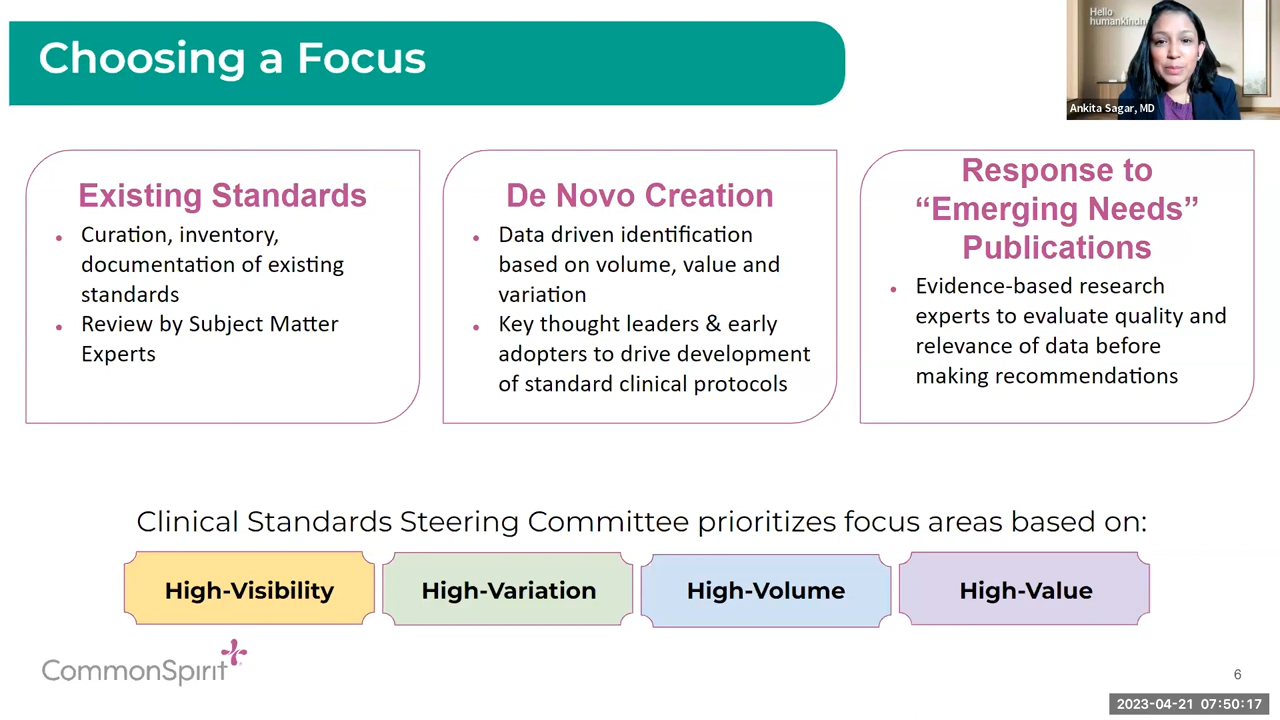 Choosing a Focus
Hello
humankindn
Ankita Sagar, MD
Existing Standards
• Curation, inventory,
documentation of existing
standards
• Review by Subject Matter
Experts
De Novo Creation
• Data driven identification
based on volume, value and
variation
• Key thought leaders & early
adopters to drive development
of standard clinical protocols
Response to
“Emerging Needs”
Publications
• Evidence-based research
experts to evaluate quality and
relevance of data before
making recommendations
Clinical Standards Steering Committee prioritizes focus areas based on:
High-Visibility
High-Variation
High-Volume
High-Value
CommonSpirit
6
2023-04-21 07:50:17